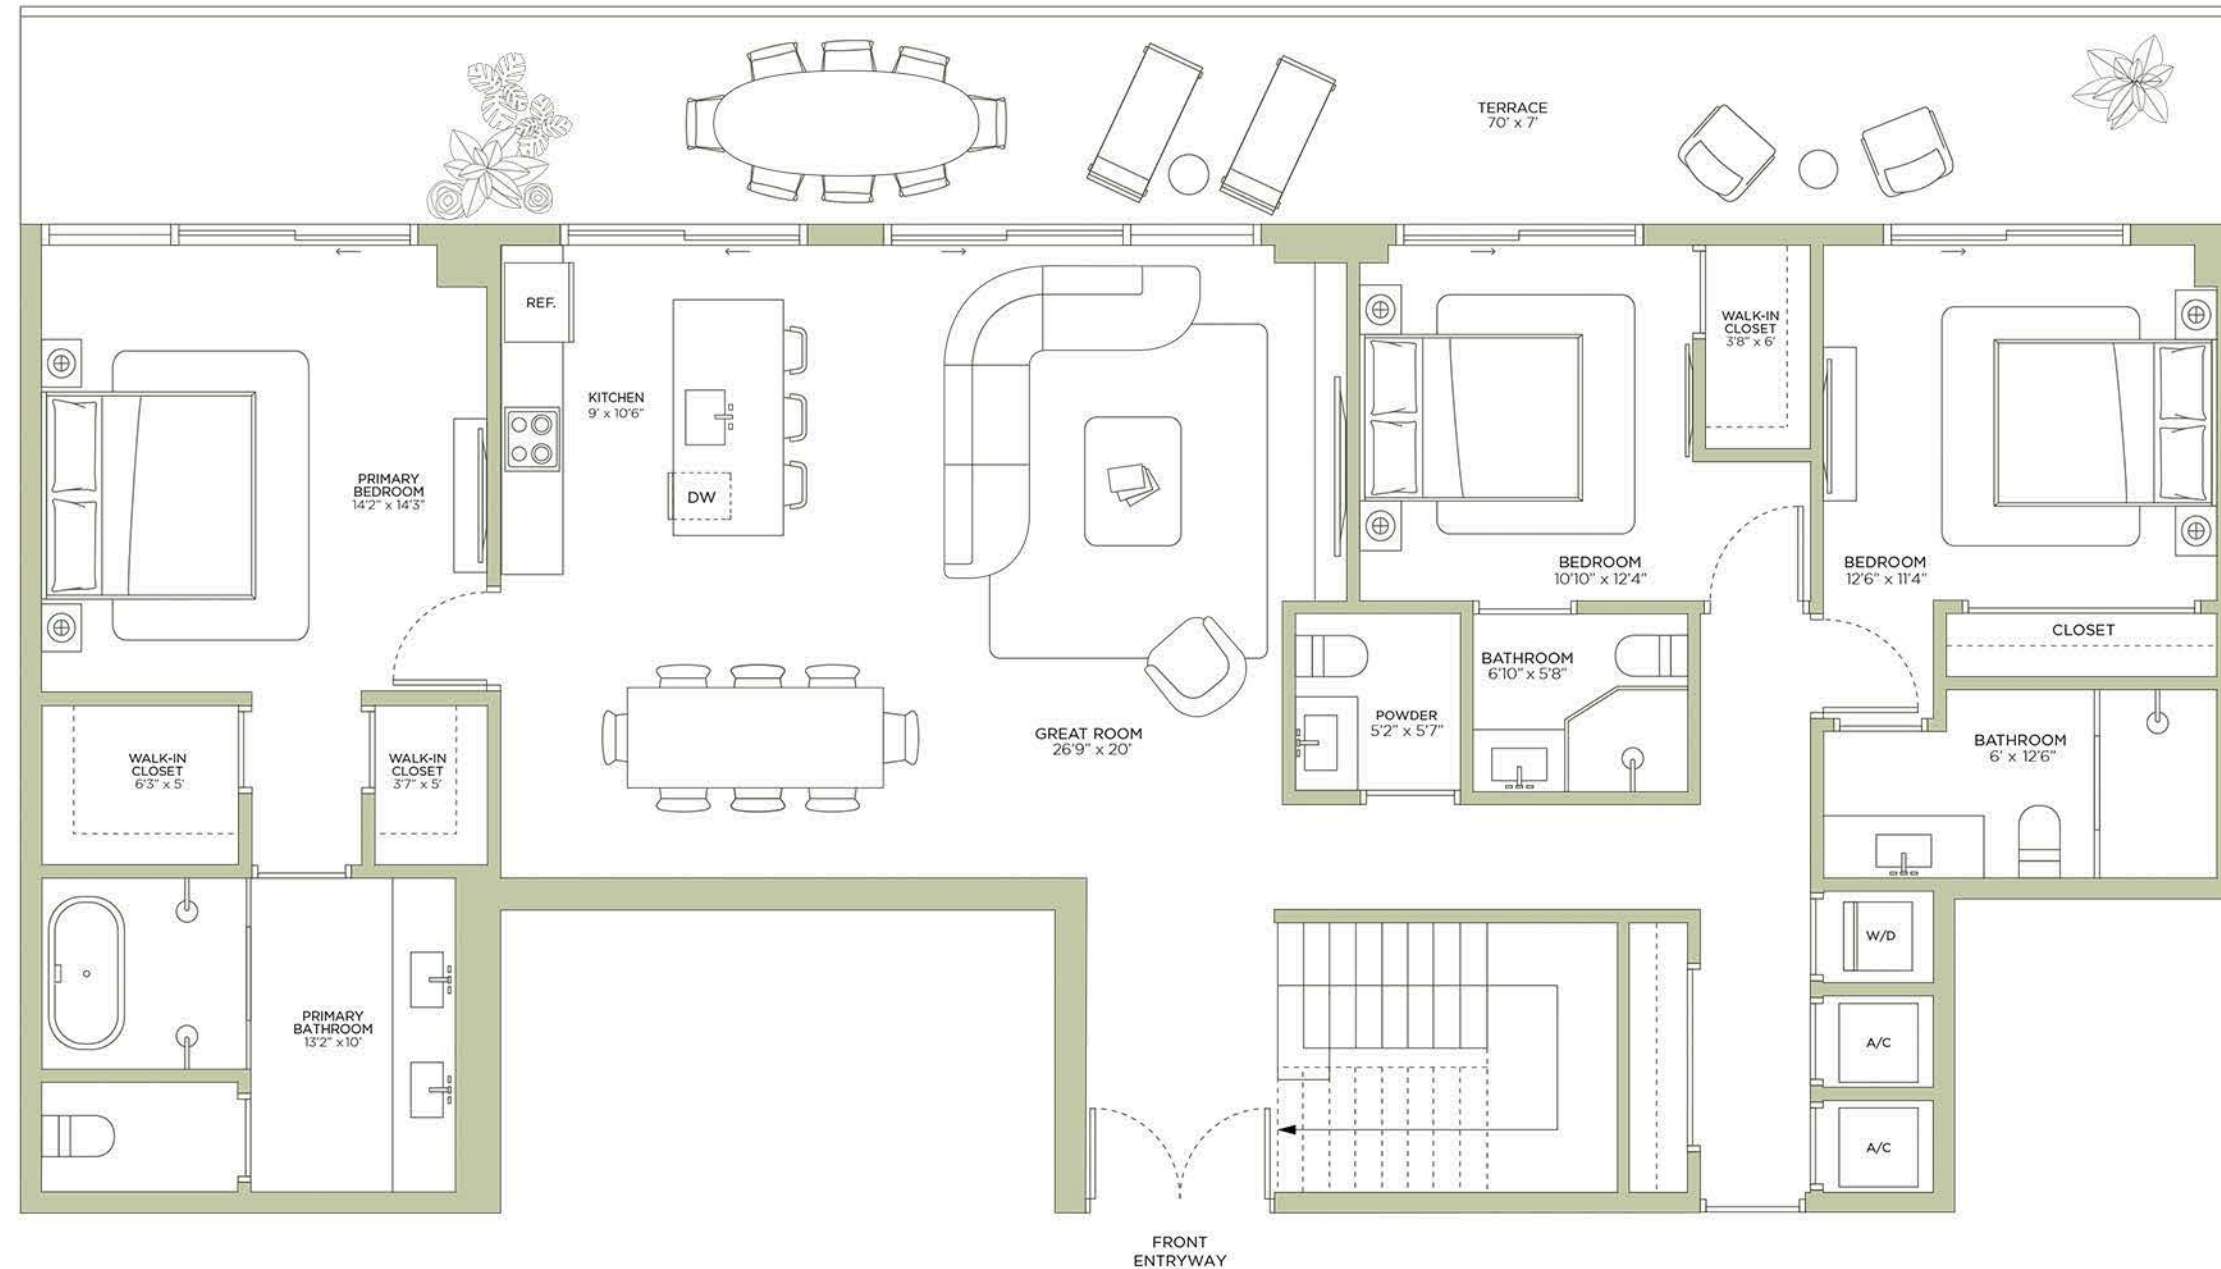 TERRACE
70' x 7'
REF.
KITCHEN
9' x 10'6"
DW
PRIMARY
BEDROOM
14'2" x 14'3"
WALK-IN
CLOSET
3'8" x 6'
BEDROOM
10'10" x 12'4"
BEDROOM
12'6" x 11'4"
CLOSET
BATHROOM
6'10" x 5'8"
POWDER
5'2" x 5'7"
GREAT ROOM
26'9" x 20'
BATHROOM
6' x 12'6"
WALK-IN
CLOSET
6'3" x 5'
WALK-IN
CLOSET
3'7" x 5'
W/D
PRIMARY
BATHROOM
13'2" x 10'
A/C
A/C
FRONT
ENTRYWAY